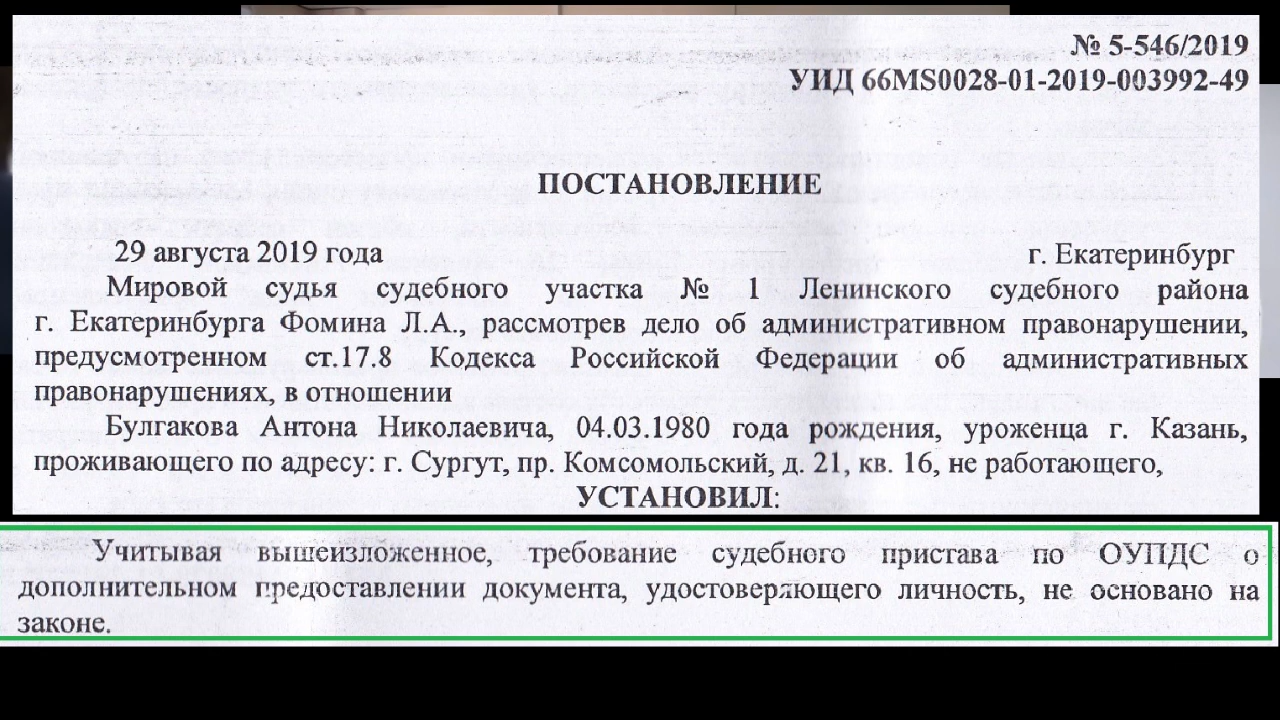 № 5-546/2019
УИД 66MS0028-01-2019-003992-49
ПОСТАНОВЛЕНИЕ
29 августа 2019 года г. Екатеринбург
Мировой судья судебного участка № 1 Ленинского судебного района
г. Екатеринбурга Фомина Л.А., рассмотрев дело об административном правонарушении,
предусмотренном ст.17.8 Кодекса Российской Федерации об административных
правонарушениях, в отношении
Булгакова Антона Николаевича, 04.03.1980 года рождения, уроженца г. Казань,
проживающего по адресу: г. Сургут, пр. Комсомольский, д. 21, кв. 16, не работающего,
УСТАНОВИЛ:
Учитывая вышеизложенное, требование судебного пристава по ОУПДС о
дополнительном предоставлении документа, удостоверяющего личность, не основано на
законе.